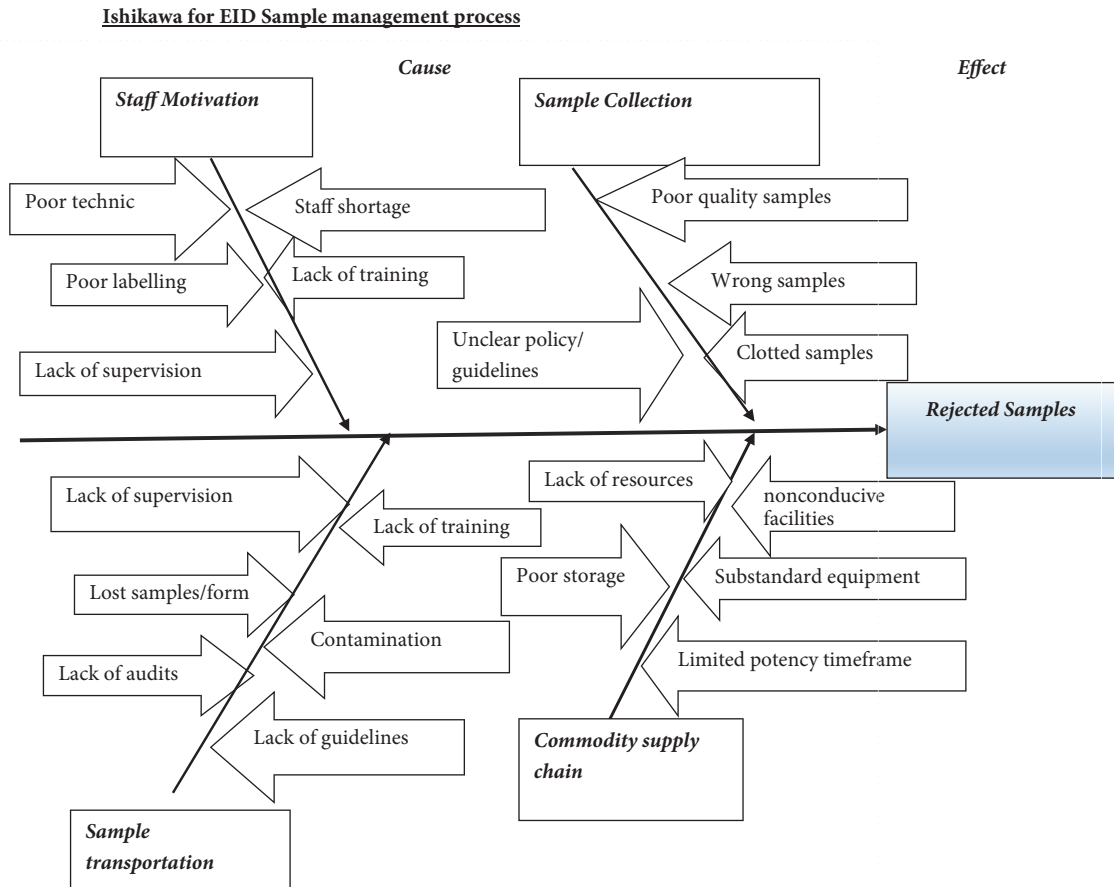 Ishikawa for EID Sample management process
Cause
Effect
Staff Motivation
Sample Collection
Poor technic
Staff shortage
Poor labelling
Lack of training
Lack of supervision
Poor quality samples
Wrong samples
Unclear policy/
guidelines
Clotted samples
Rejected Samples
Lack of supervision
Lack of training
Lost samples/form
Contamination
Lack of audits
Lack of guidelines
Sample
transportation
Lack of resources
nonconducive
facilities
Poor storage
Substandard equipment
Limited potency timeframe
Commodity supply
chain